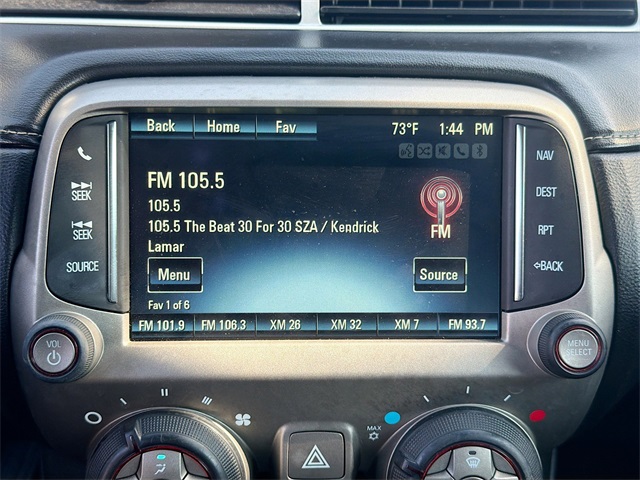 Back Home Fav 73°F 1:44 PM
FM 105.5
105.5
105.5 The Beat 30 For 30 SZA / Kendrick
Lamar
FM
Menu Source
Fav 1 of 6
FM 101.9 FM 106.3 XM 26 XM 32 XM 7 FM 93.7
SEEK
SEEK
SOURCE
NAV
DEST
RPT
BACK
VOL
MENU
SELECT
MAX